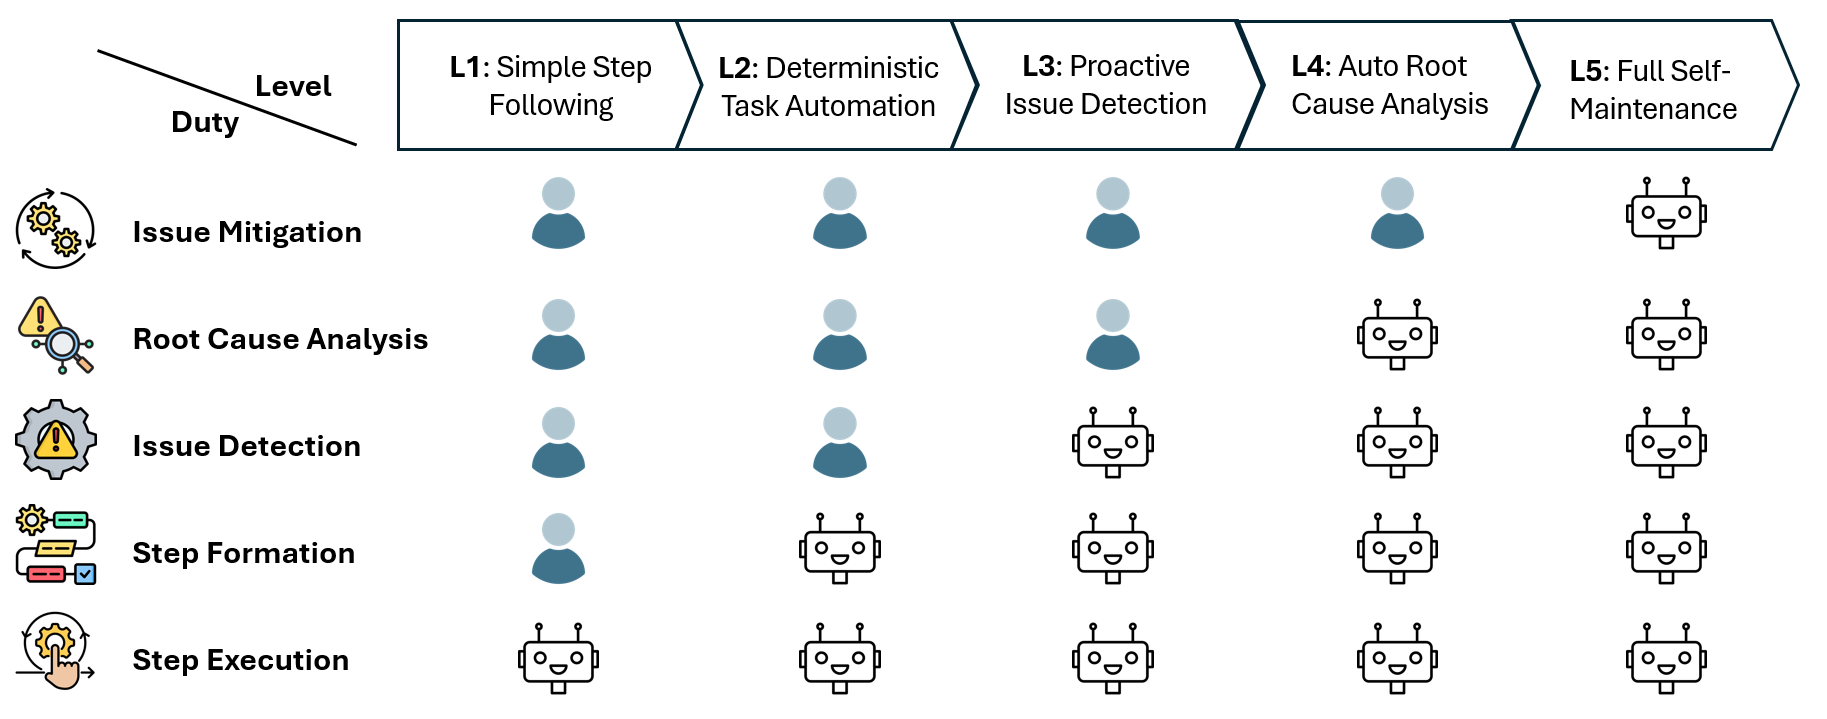 Level
Duty
L1: Simple Step
Following
L2: Deterministic
Task Automation
L3: Proactive
Issue Detection
L4: Auto Root
Cause Analysis
L5: Full Self-
Maintenance
Issue Mitigation
Root Cause Analysis
Issue Detection
Step Formation
Step Execution